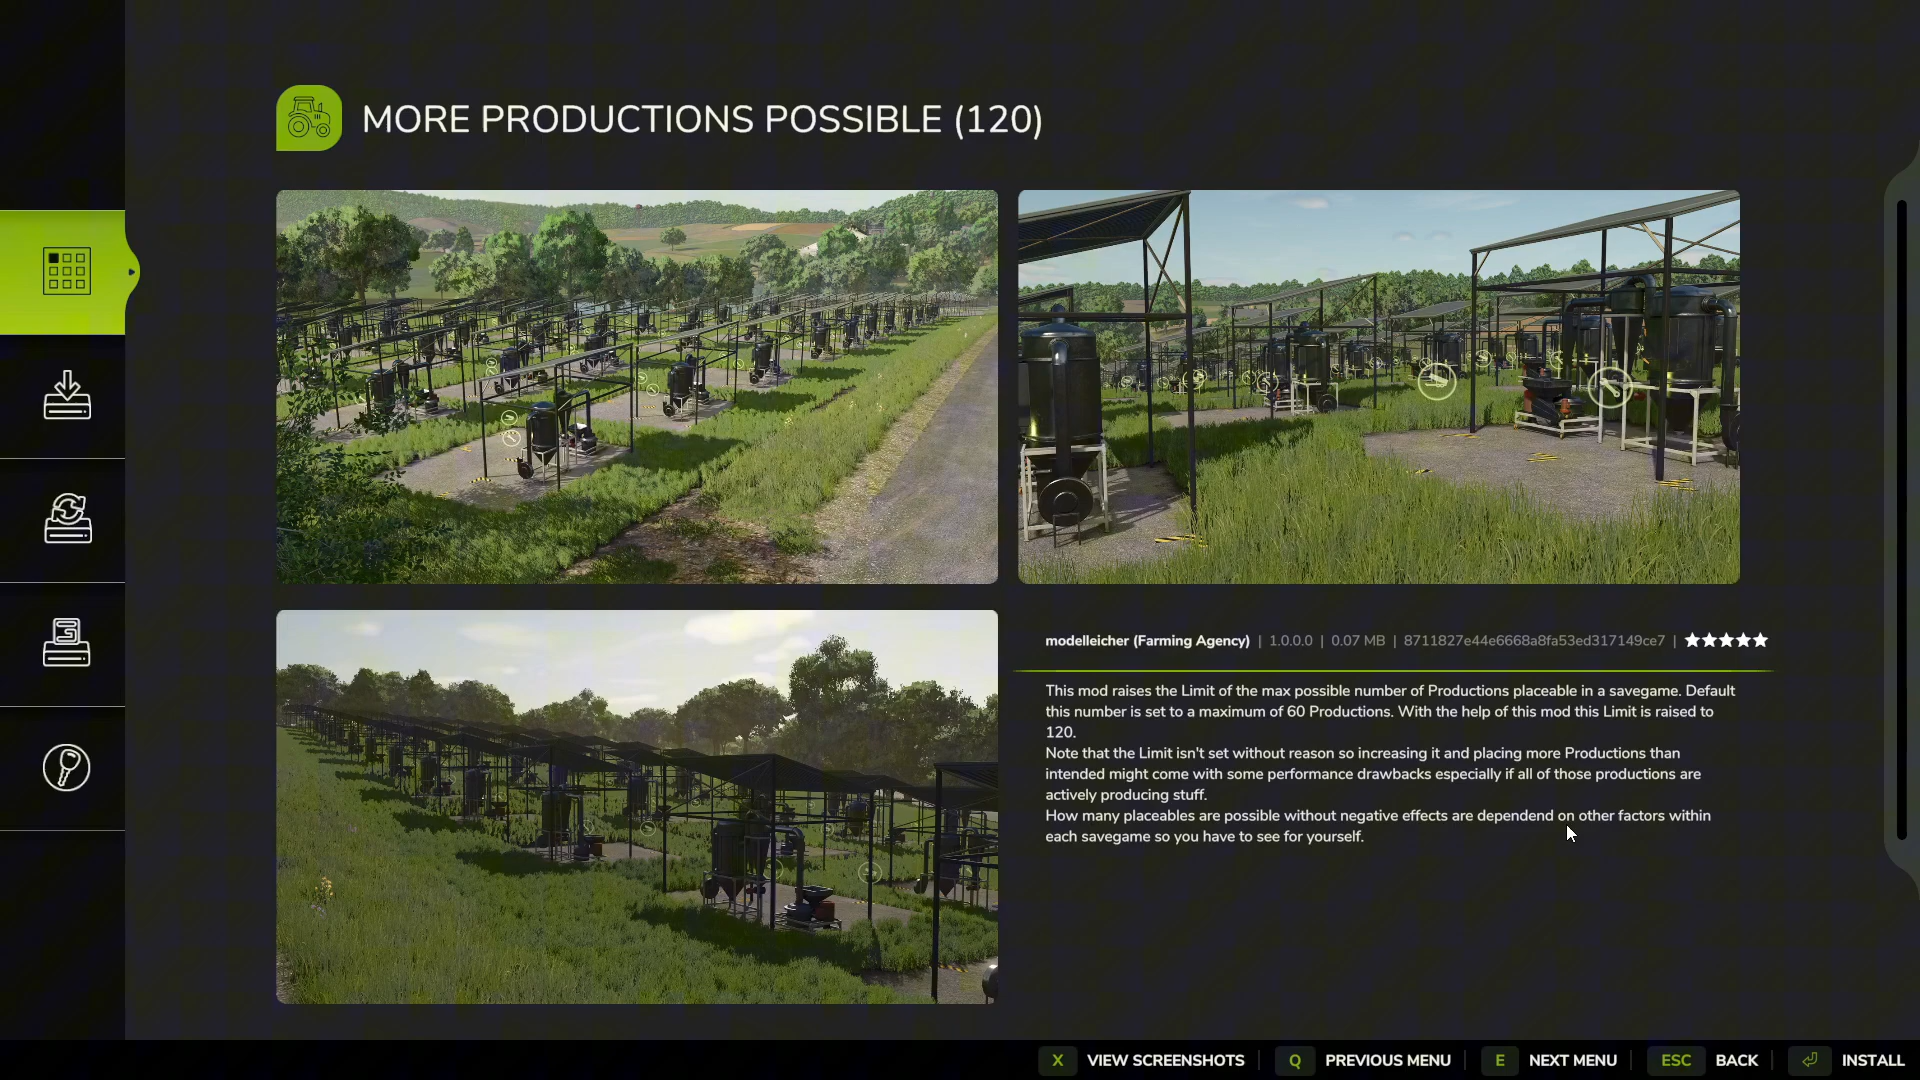 MORE PRODUCTIONS POSSIBLE (120)
modelleicher (Farming Agency) | 1.0.0.0 | 0.07 MB | 8711827e44e6668a8fa53ed317149ce7 |
This mod raises the Limit of the max possible number of Productions placeable in a savegame. Default
this number is set to a maximum of 60 Productions. With the help of this mod this Limit is raised to
120.
Note that the Limit isn't set without reason so increasing it and placing more Productions than
intended might come with some performance drawbacks especially if all of those productions are
actively producing stuff.
How many placeables are possible without negative effects are dependend on other factors within
each savegame so you have to see for yourself.
X VIEW SCREENSHOTS | Q PREVIOUS MENU | E NEXT MENU | ESC BACK | INSTALL